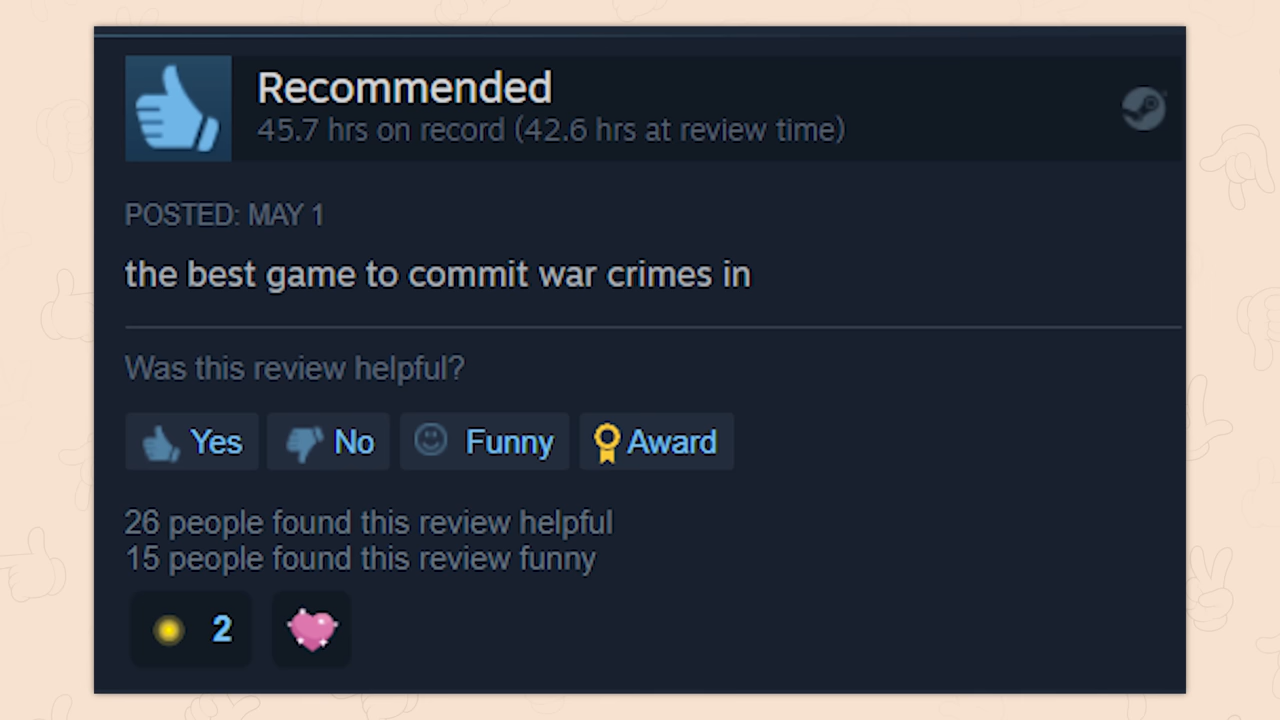 Recommended
45.7 hrs on record (42.6 hrs at review time)
POSTED: MAY 1
the best game to commit war crimes in
Was this review helpful?
Yes No Funny Award
26 people found this review helpful
15 people found this review funny
2